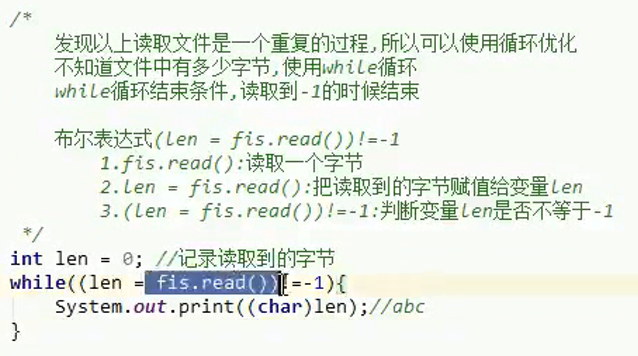 /*
发现以上读取文件是一个重复的过程,所以可以使用循环优化
不知道文件中有多少字节,使用while循环
while循环结束条件,读取到-1的时候结束
布尔表达式(len = fis.read())!=-1
1.fis.read():读取一个字节
2.len = fis.read():把读取到的字节赋值给变量len
3.(len = fis.read())!=-1:判断变量len是否不等于-1
*/
int len = 0; //记录读取到的字节
while((len = fis.read())!=-1){
System.out.print((char)len);//abc
}